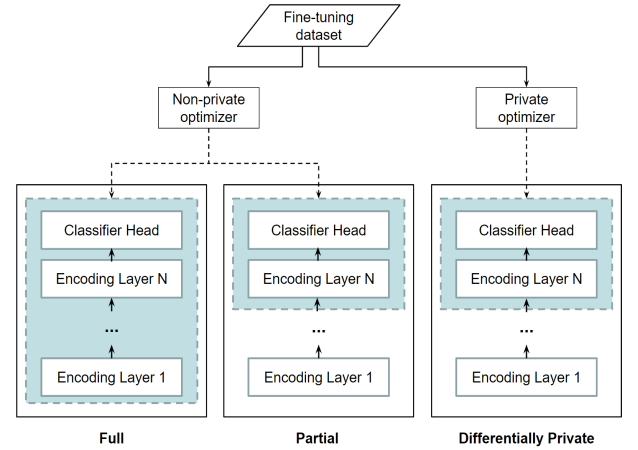 Fine-tuning
dataset
Non-private
optimizer
Private
optimizer
Classifier Head
Encoding Layer N
...
Encoding Layer 1
Full
Classifier Head
Encoding Layer N
...
Encoding Layer 1
Partial
Classifier Head
Encoding Layer N
...
Encoding Layer 1
Differentially Private